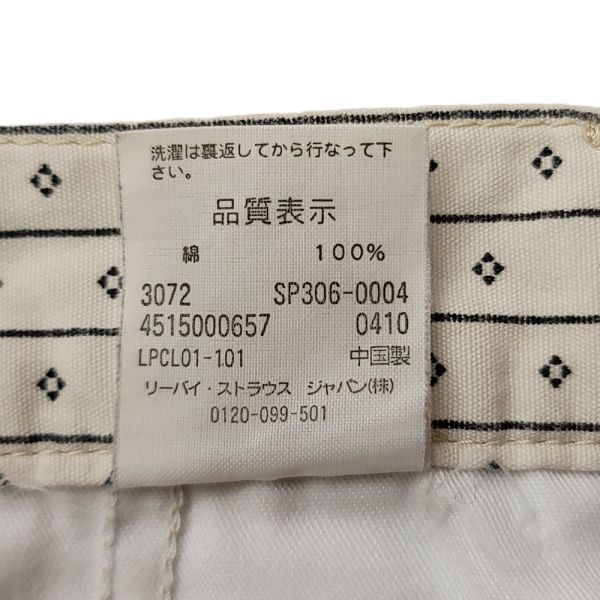 洗濯は裏返してから行なって下
さい。
品質表示
綿 100%
3072 SP306-0004
4515000657 0410
LPCL01-101 中国製
リーバイ・ストラウス ジャパン(株)
0120-099-501